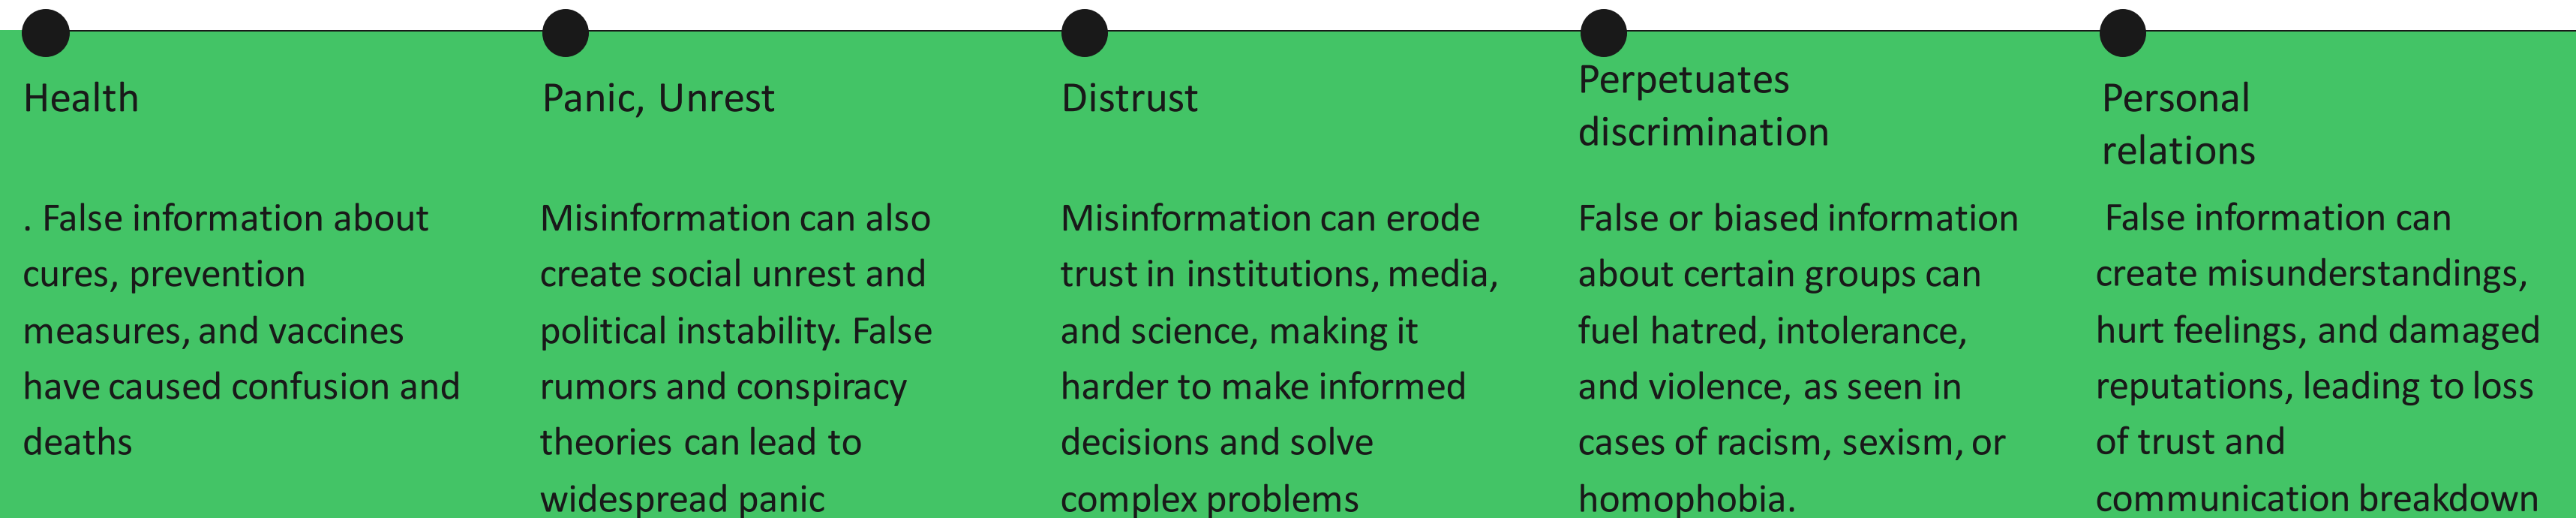 Health
. False information about
cures, prevention
measures, and vaccines
have caused confusion and
deaths
Panic, Unrest
Misinformation can also
create social unrest and
political instability. False
rumors and conspiracy
theories can lead to
widespread panic
Distrust
Misinformation can erode
trust in institutions, media,
and science, making it
harder to make informed
decisions and solve
complex problems
Perpetuates
discrimination
False or biased information
about certain groups can
fuel hatred, intolerance,
and violence, as seen in
cases of racism, sexism, or
homophobia.
Personal
relations
False information can
create misunderstandings,
hurt feelings, and damaged
reputations, leading to loss
of trust and
communication breakdown